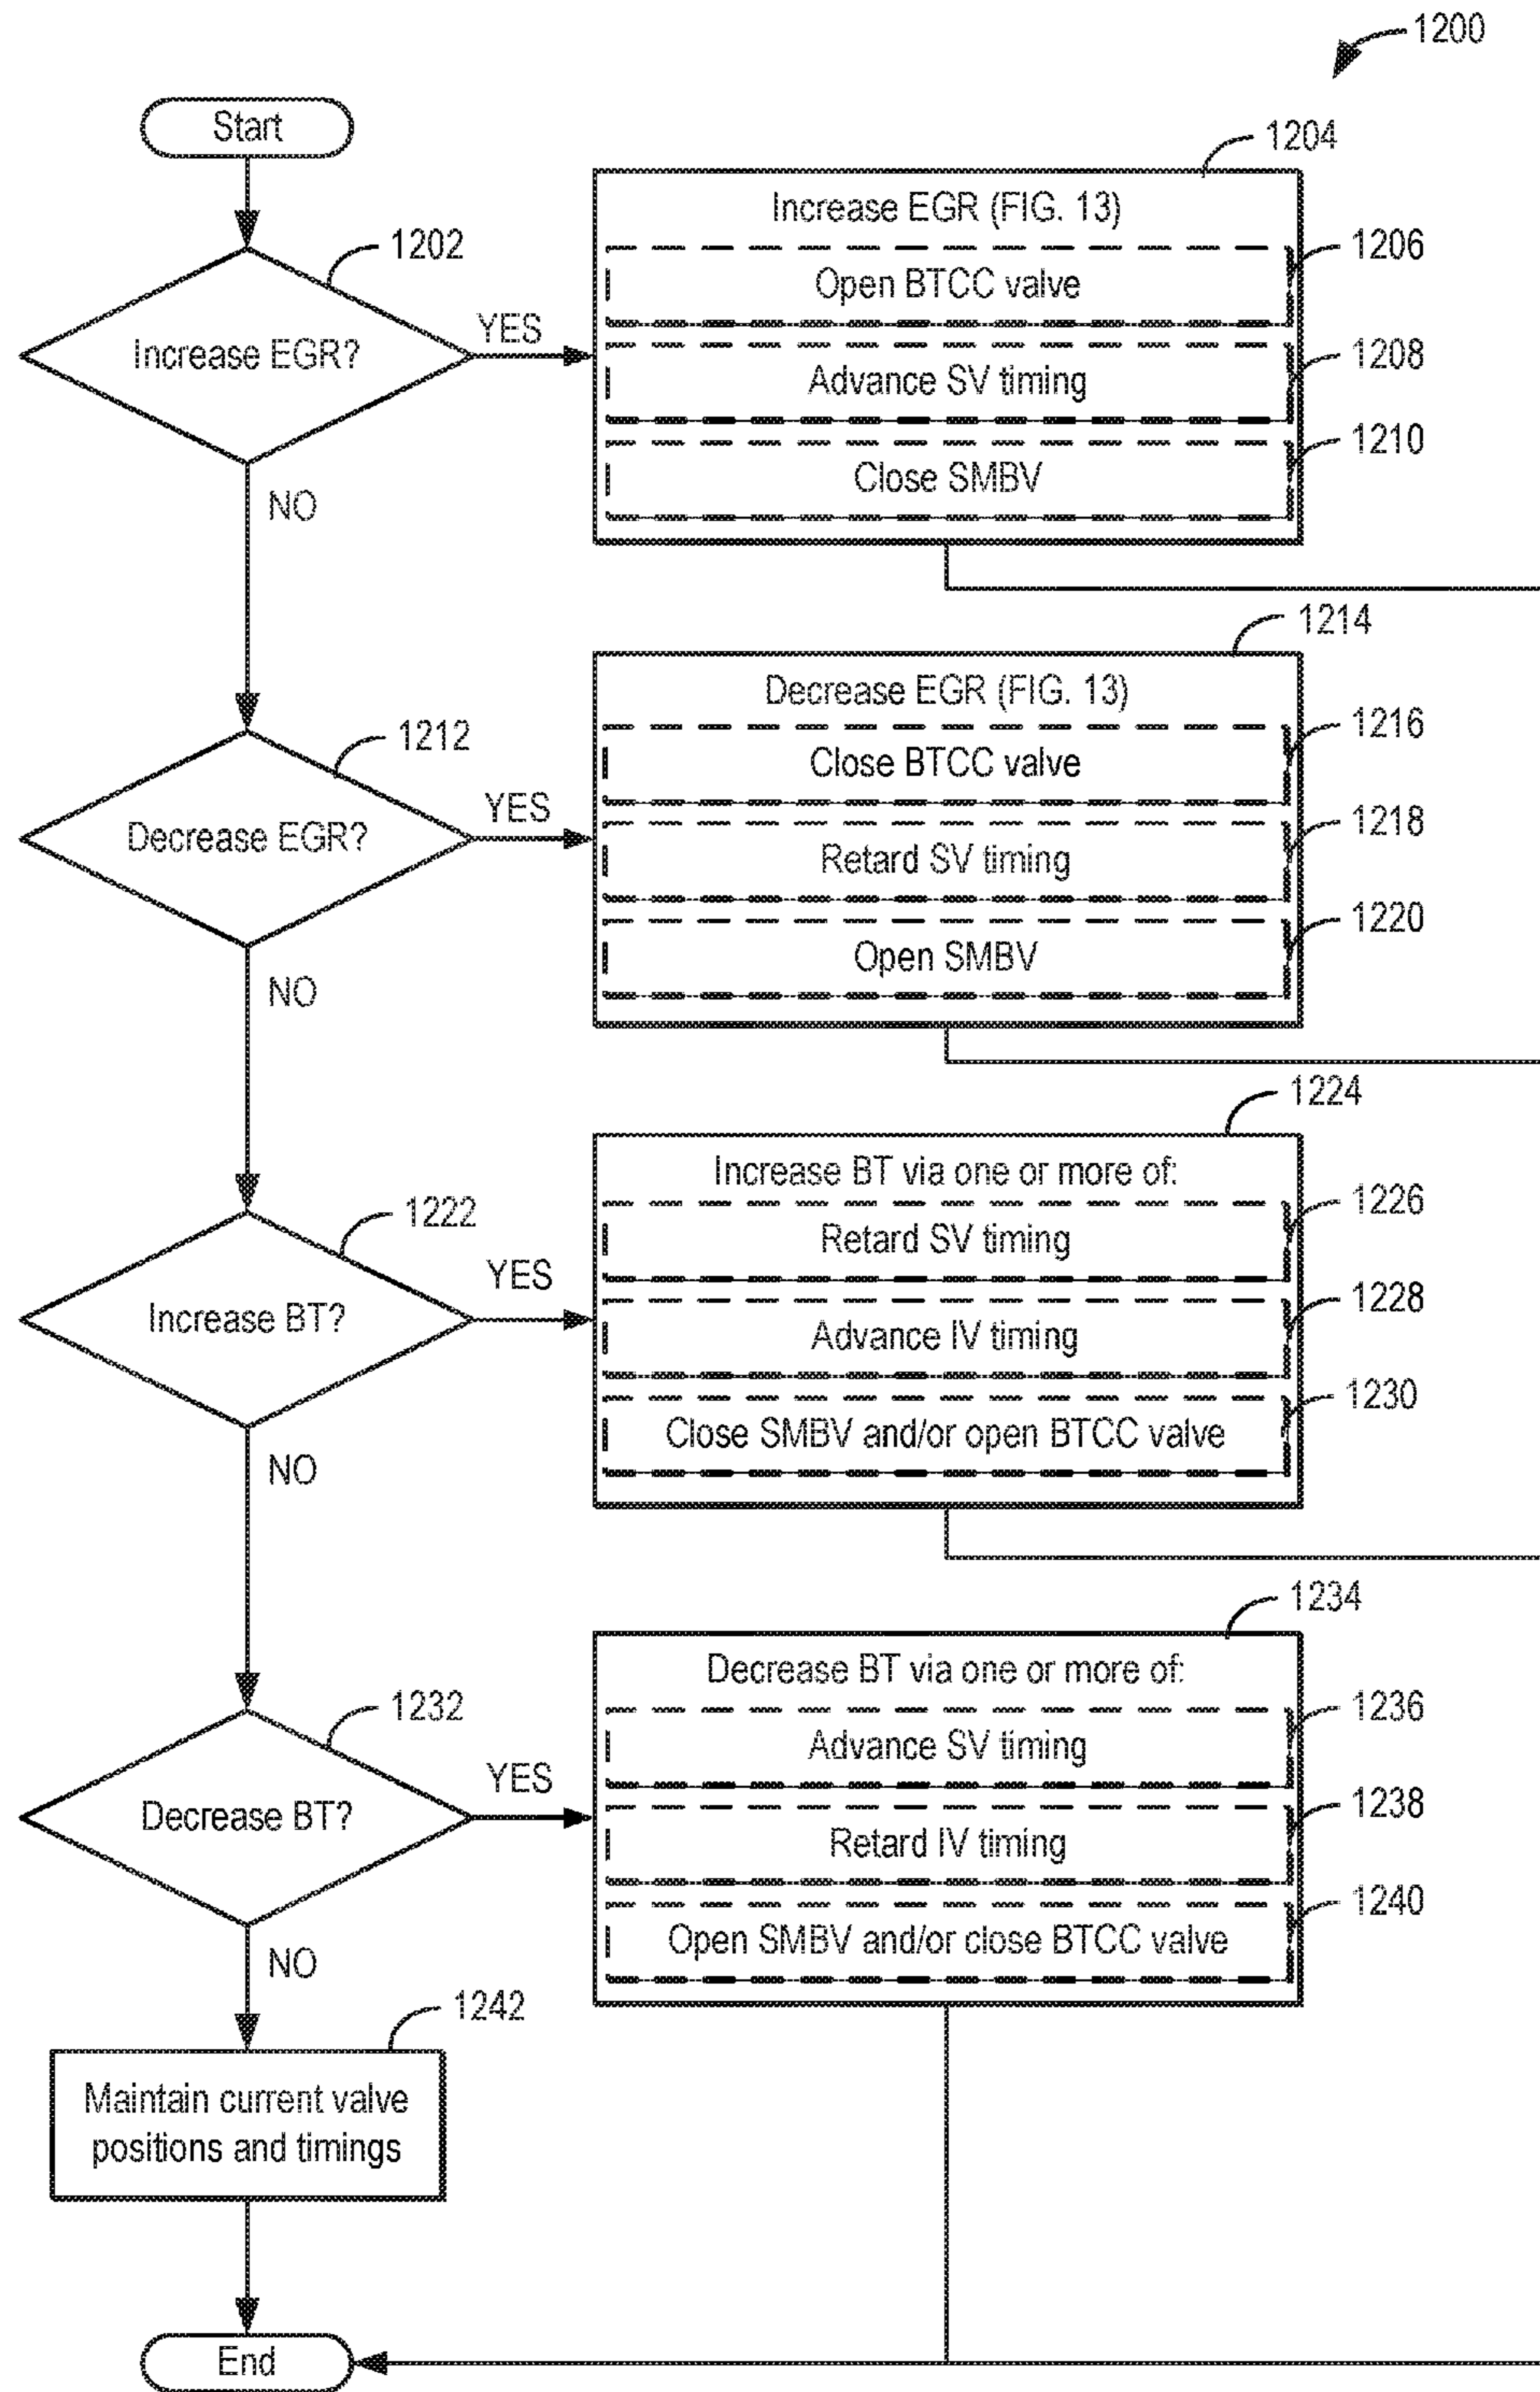 1200
Start
1202
Increase EGR?
YES
NO
1204
Increase EGR (FIG. 13)
1206
Open BTCC valve
1208
Advance SV timing
1210
Close SMBV
1212
Decrease EGR?
YES
NO
1214
Decrease EGR (FIG. 13)
1216
Close BTCC valve
1218
Retard SV timing
1220
Open SMBV
1222
Increase BT?
YES
NO
1224
Increase BT via one or more of:
1226
Retard SV timing
1228
Advance IV timing
1230
Close SMBV and/or open BTCC valve
1232
Decrease BT?
YES
NO
1234
Decrease BT via one or more of:
1236
Advance SV timing
1238
Retard IV timing
1240
Open SMBV and/or close BTCC valve
1242
Maintain current valve
positions and timings
End